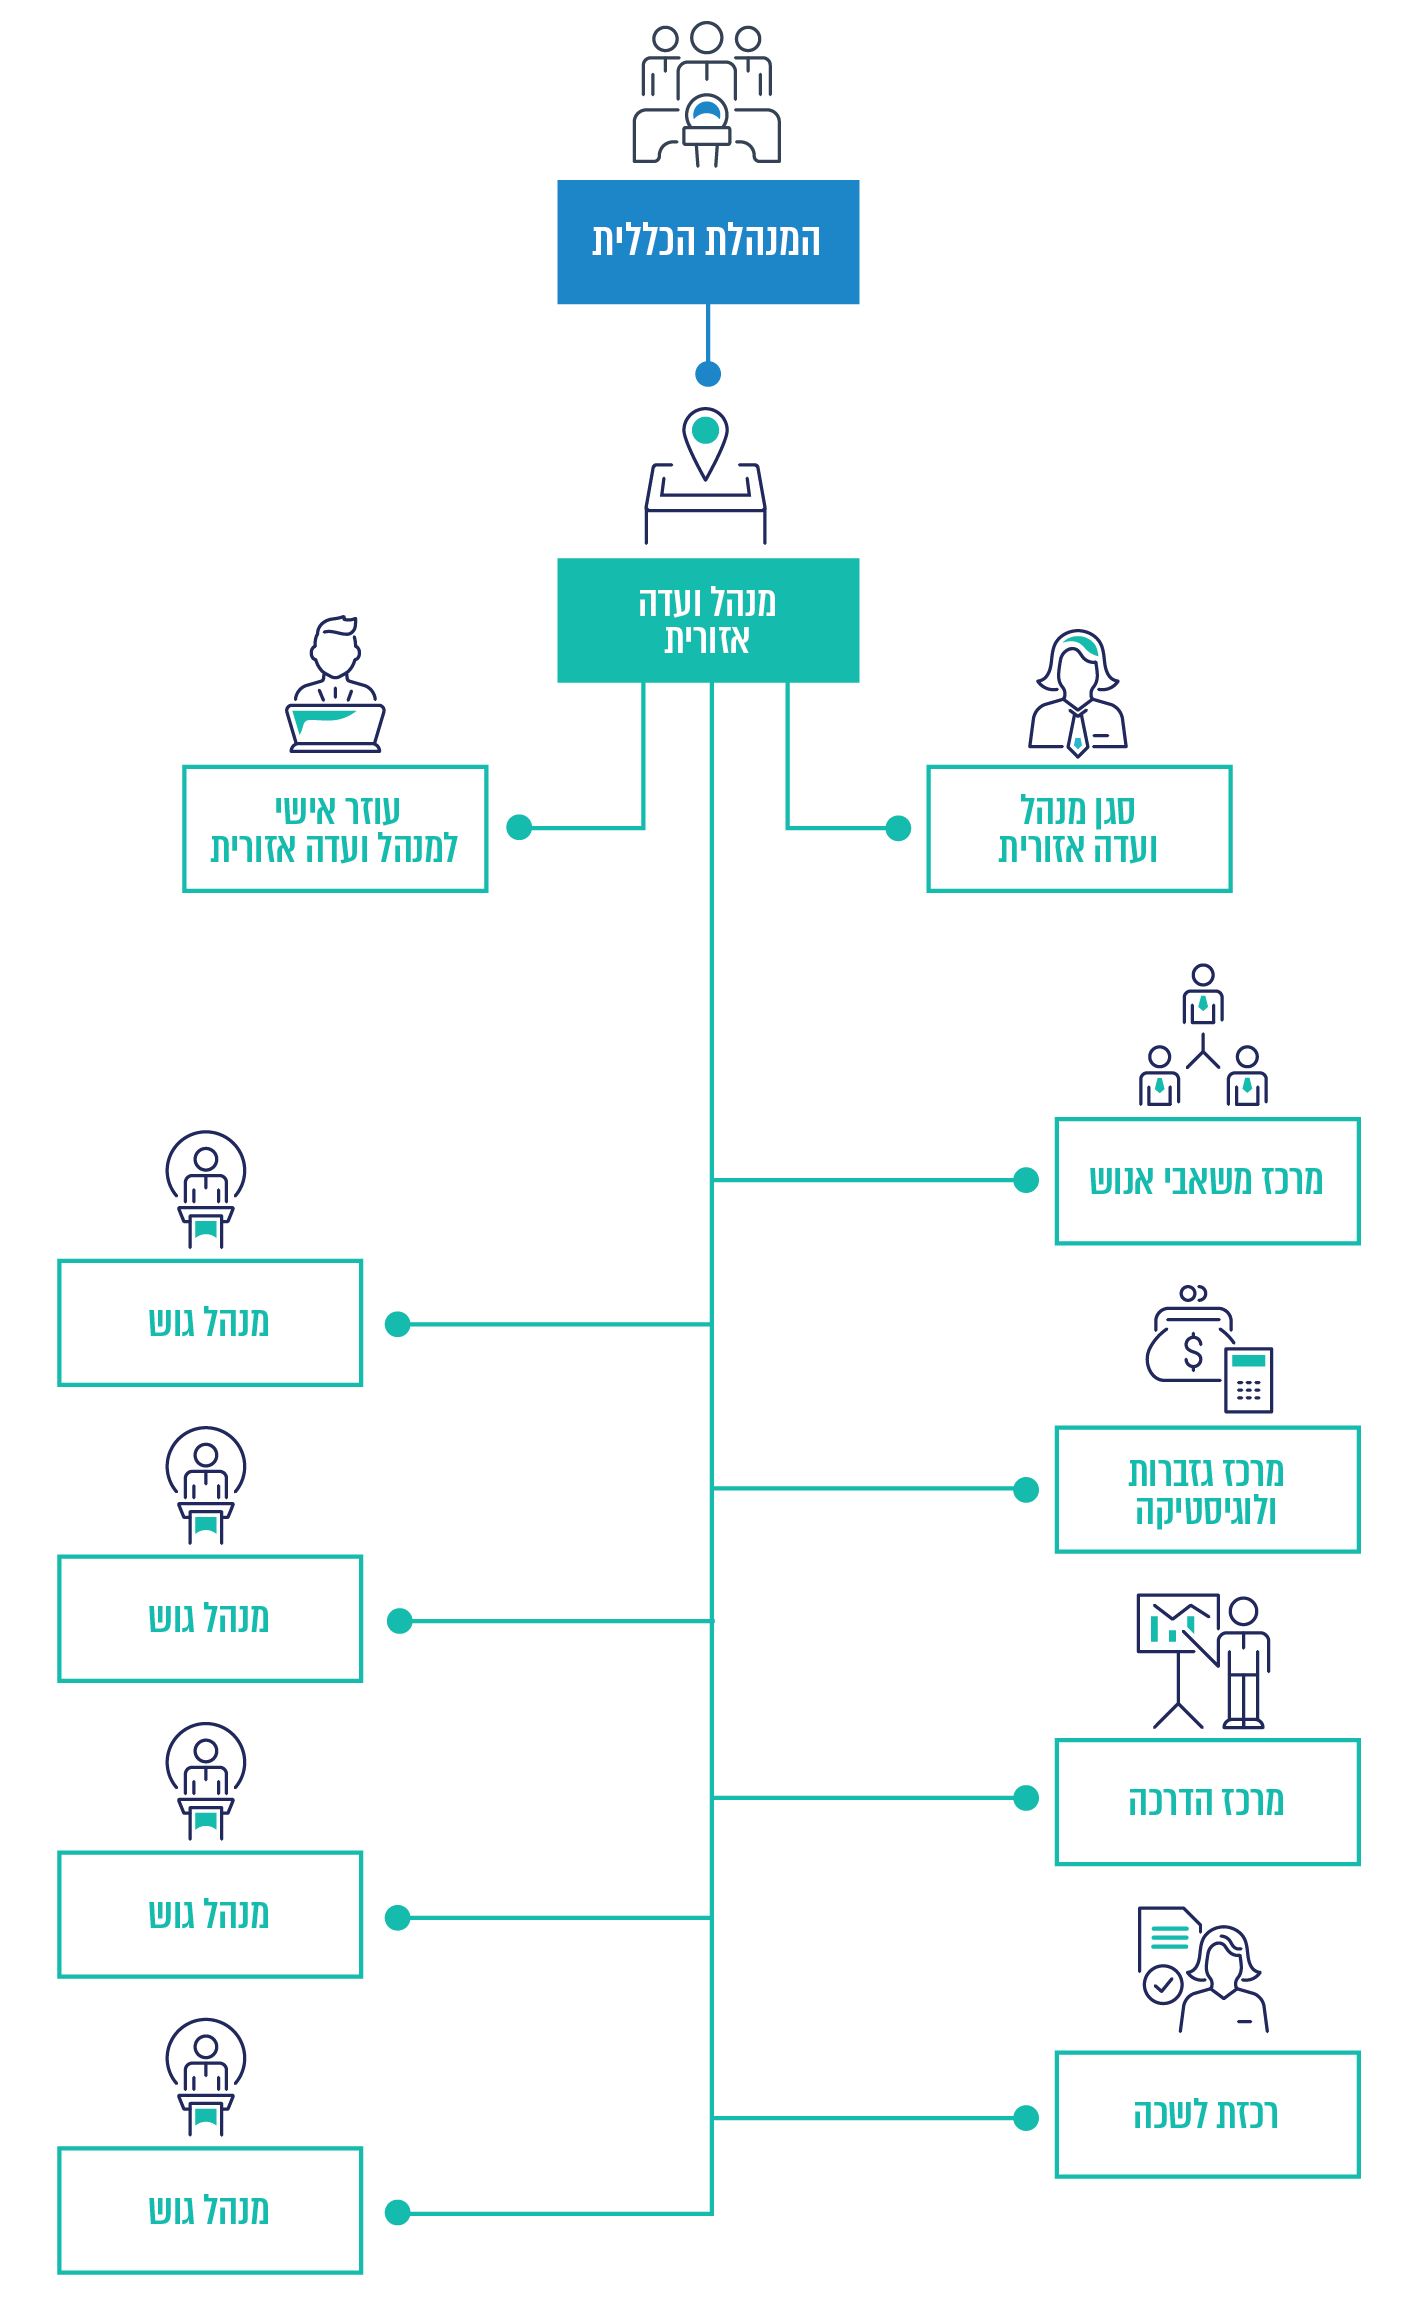 המנהלת הכללית
מנהל ועדה
אזורית
סגן מנהל
ועדה אזורית
עוזר אישי
למנהל ועדה אזורית
מרכז משאבי אנוש
מרכז גזברות
ולוגיסטיקה
מרכז הדרכה
רכזת לשכה
מנהל גוש
מנהל גוש
מנהל גוש
מנהל גוש